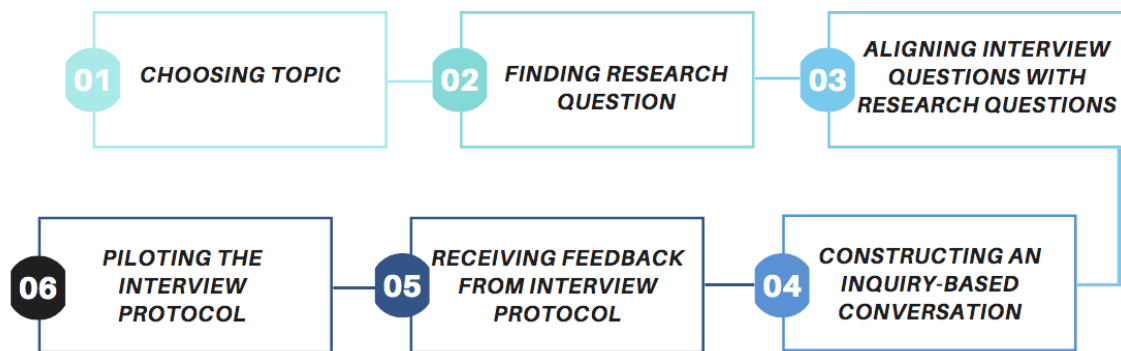 01
CHOOSING TOPIC
02
FINDING RESEARCH
QUESTION
03
ALIGNING INTERVIEW
QUESTIONS WITH
RESEARCH QUESTIONS
04
CONSTRUCTING AN
INQUIRY-BASED
CONVERSATION
05
RECEIVING FEEDBACK
FROM INTERVIEW
PROTOCOL
06
PILOTING THE
INTERVIEW
PROTOCOL